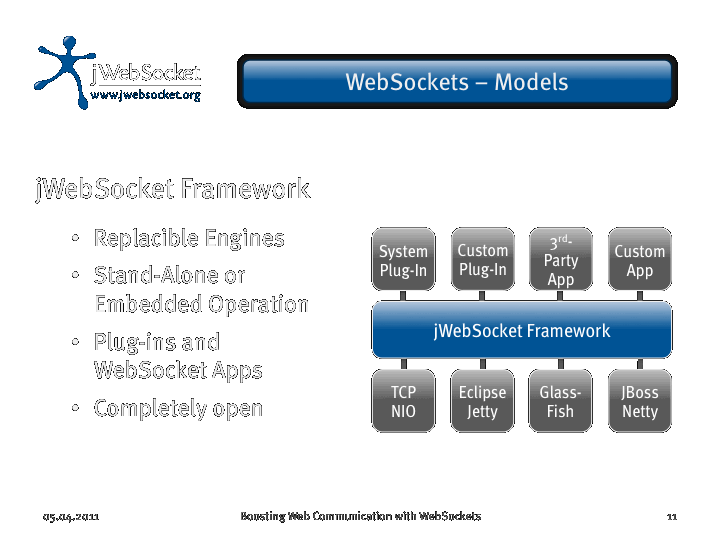 jWebSocket
www.jwebsocket.org
WebSockets – Models
jWebSocket Framework
• Replacible Engines
• Stand-Alone or
Embedded Operation
• Plug-ins and
WebSocket Apps
• Completely open
System
Plug-In
Custom
Plug-In
3rd-
Party
App
Custom
App
jWebSocket Framework
TCP
NIO
Eclipse
Jetty
Glass-
Fish
JBoss
Netty
05.04.2011
Boosting Web Communication with WebSockets
11